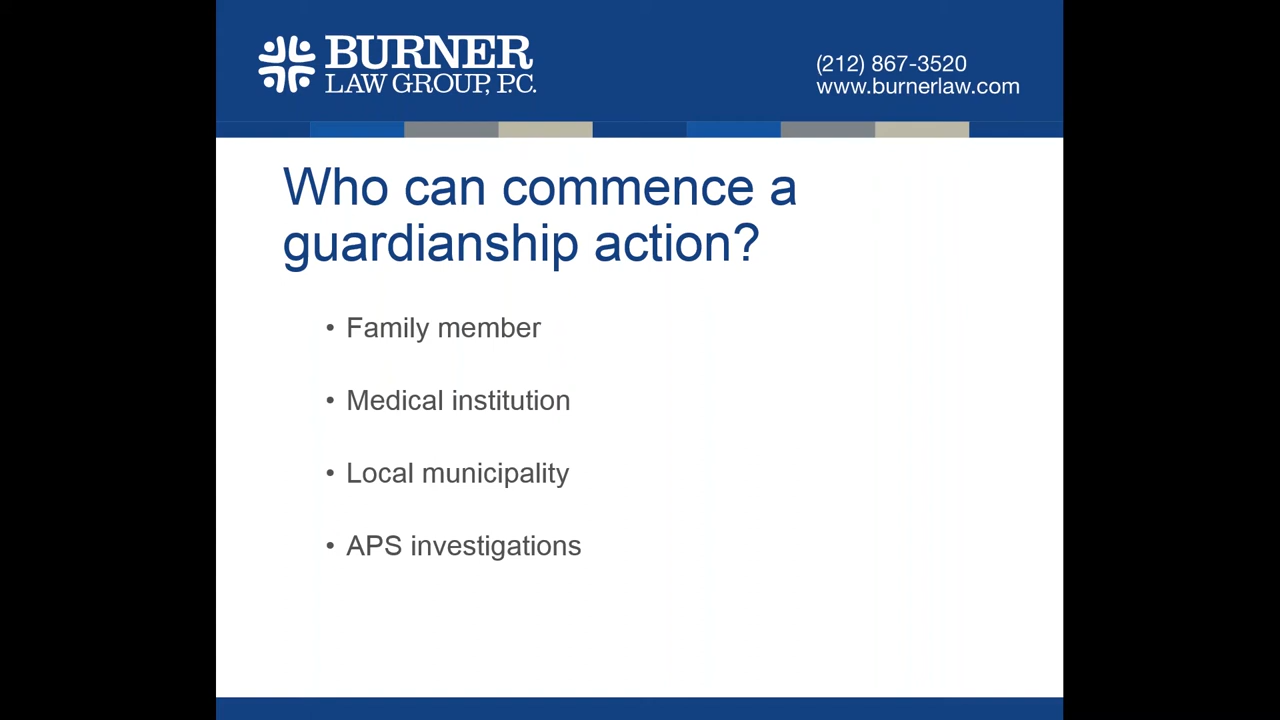 BURNER
LAW GROUP, P.C.
(212) 867-3520
www.burnerlaw.com
Who can commence a
guardianship action?
• Family member
• Medical institution
• Local municipality
• APS investigations